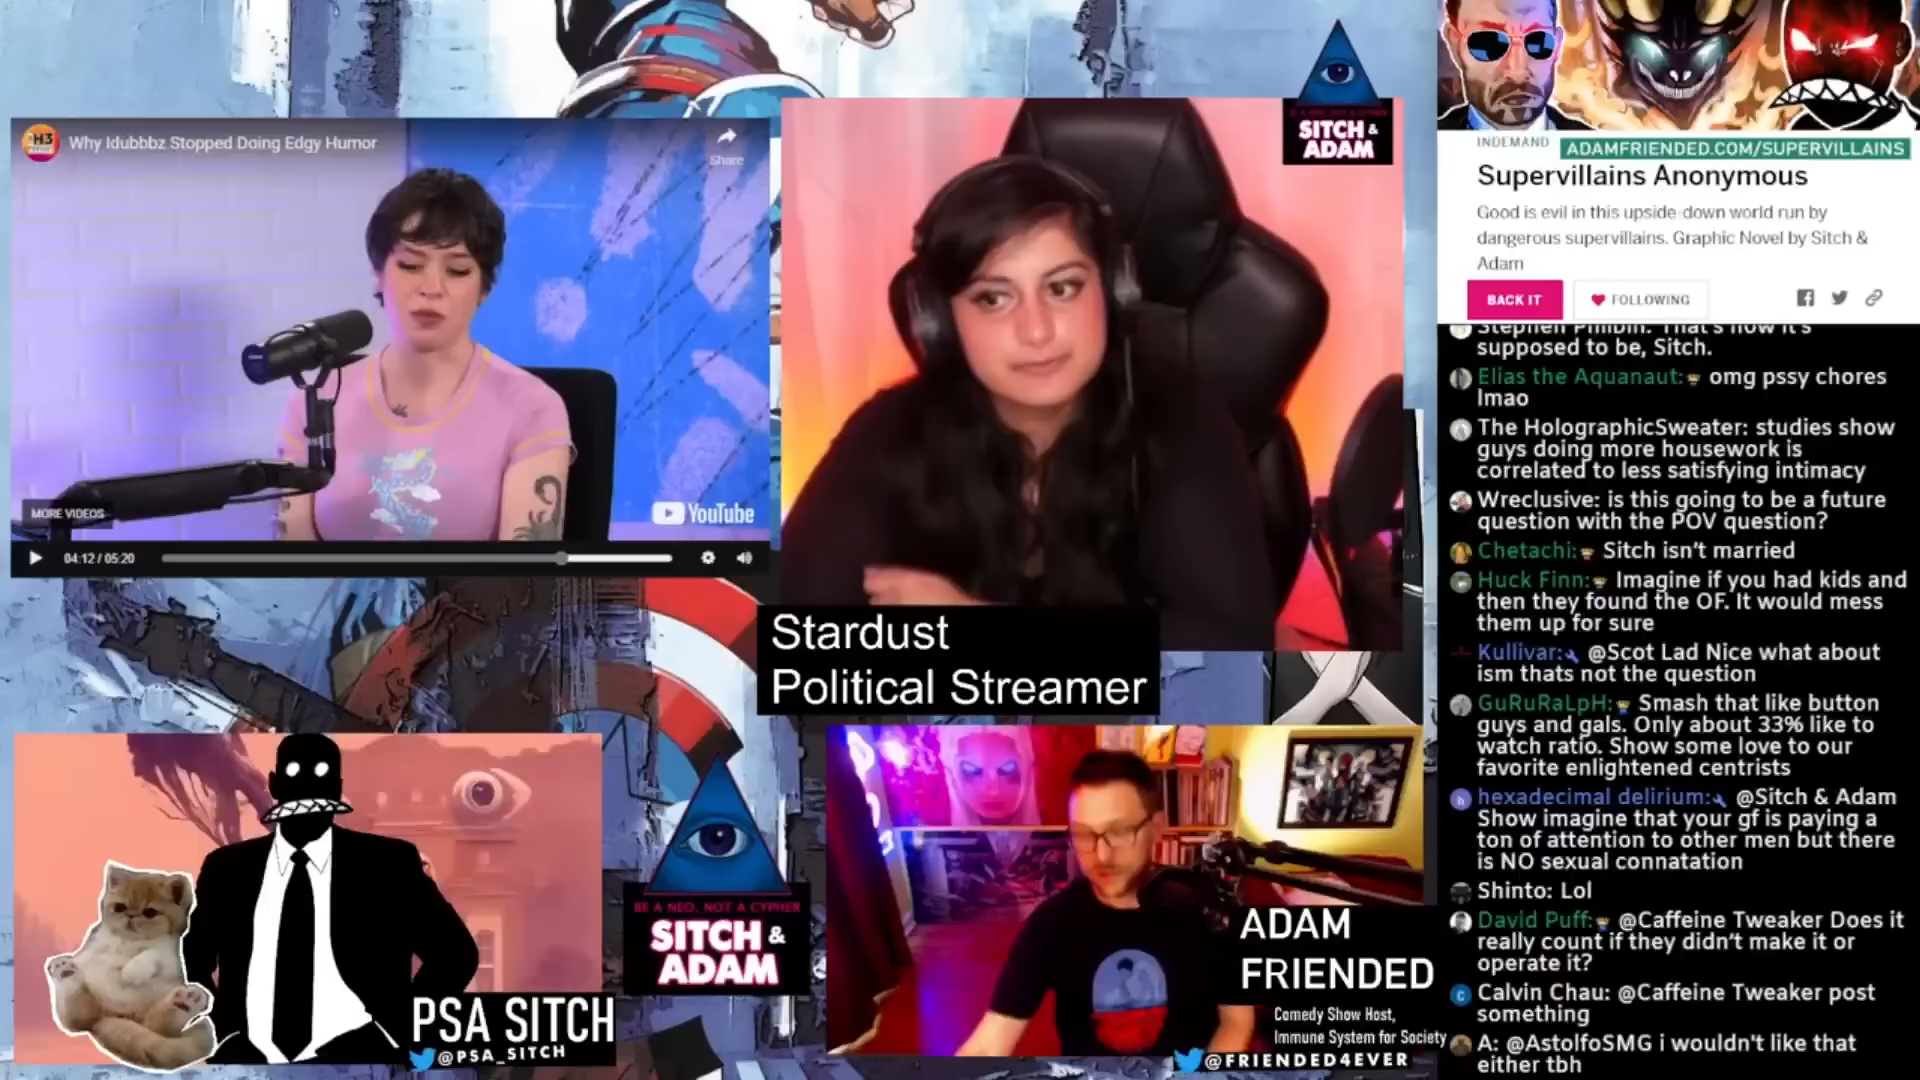 H3
Why Idubbbz Stopped Doing Edgy Humor
Share
MORE VIDEOS
YouTube
04:12 / 05:20
SITCH &
ADAM
Stardust
Political Streamer
PSA SITCH
@PSA_SITCH
BE A NEO, NOT A CYPHER
SITCH &
ADAM
ADAM
FRIENDED
Comedy Show Host,
Immune System for Society
@FRIENDED4EVER
INDEMAND
ADAMFRIENDED.COM/SUPERVILLAINS
Supervillains Anonymous
Good is evil in this upside-down world run by
dangerous supervillains. Graphic Novel by Sitch &
Adam
BACK IT
FOLLOWING
Stephen Philbin: That's how it's
supposed to be, Sitch.
Elias the Aquanaut: omg pssy chores
lmao
The HolographicSweater: studies show
guys doing more housework is
correlated to less satisfying intimacy
Wreclusive: is this going to be a future
question with the POV question?
Chetachi: Sitch isn't married
Huck Finn: Imagine if you had kids and
then they found the OF. It would mess
them up for sure
Kullivar: @Scot Lad Nice what about
ism thats not the question
GuRuRaLpH: Smash that like button
guys and gals. Only about 33% like to
watch ratio. Show some love to our
favorite enlightened centrists
hexadecimal delirium: @Sitch & Adam
Show imagine that your gf is paying a
ton of attention to other men but there
is NO sexual connatation
Shinto: Lol
David Puff: @Caffeine Tweaker Does it
really count if they didn't make it or
operate it?
Calvin Chau: @Caffeine Tweaker post
something
A: @AstolfoSMG i wouldn't like that
either tbh